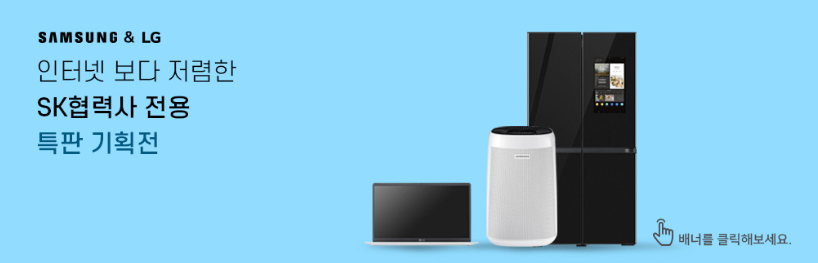 SAMSUNG & LG
인터넷 보다 저렴한
SK협력사 전용
특판 기획전
SAMSUNG
배너를 클릭해보세요.